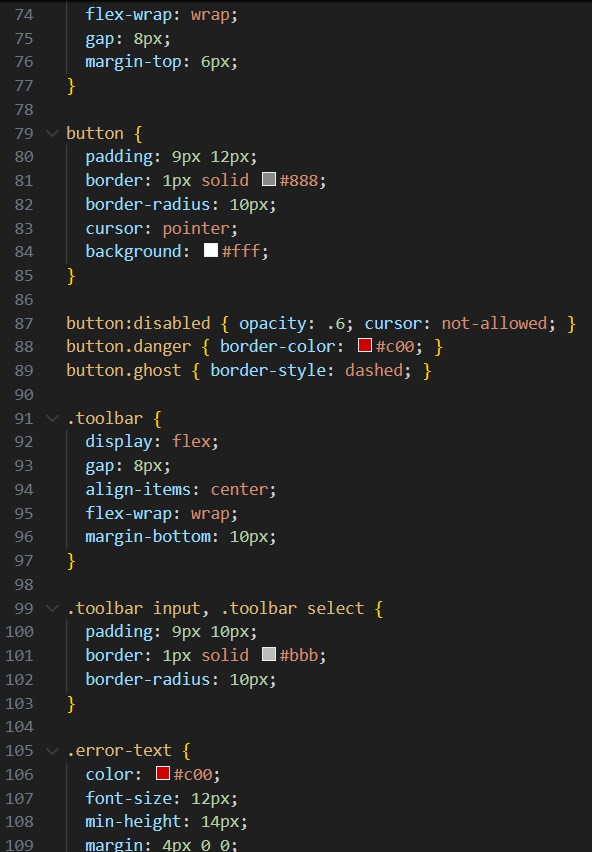 74 flex-wrap: wrap;
75 gap: 8px;
76 margin-top: 6px;
77 }
78
79 button {
80 padding: 9px 12px;
81 border: 1px solid #888;
82 border-radius: 10px;
83 cursor: pointer;
84 background: #fff;
85 }
86
87 button:disabled { opacity: .6; cursor: not-allowed; }
88 button.danger { border-color: #c00; }
89 button.ghost { border-style: dashed; }
90
91 .toolbar {
92 display: flex;
93 gap: 8px;
94 align-items: center;
95 flex-wrap: wrap;
96 margin-bottom: 10px;
97 }
98
99 .toolbar input, .toolbar select {
100 padding: 9px 10px;
101 border: 1px solid #bbb;
102 border-radius: 10px;
103 }
104
105 .error-text {
106 color: #c00;
107 font-size: 12px;
108 min-height: 14px;
109 margin: 4px 0 0;